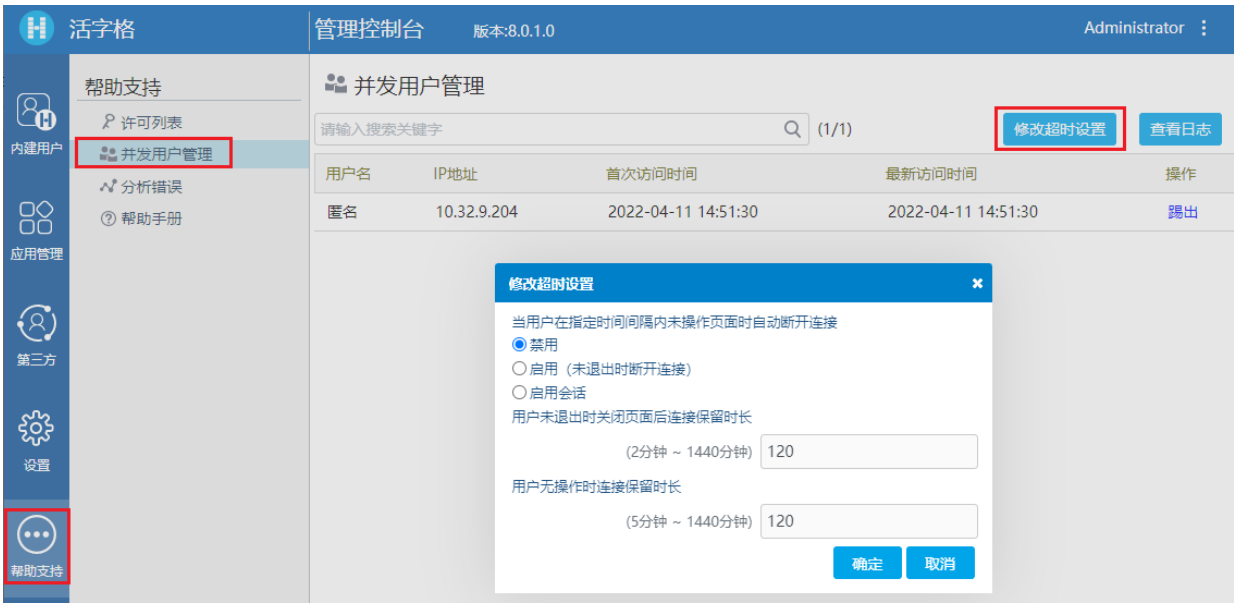 活字格
管理控制台 版本:8.0.1.0
Administrator
内建用户
应用管理
第三方
设置
帮助支持
帮助支持
许可列表
并发用户管理
分析错误
帮助手册
并发用户管理
请输入搜索关键字 (1/1) 修改超时设置 查看日志
用户名 IP地址 首次访问时间 最新访问时间 操作
匿名 10.32.9.204 2022-04-11 14:51:30 2022-04-11 14:51:30 踢出
修改超时设置
当用户在指定时间间隔内未操作页面时自动断开连接
禁用
启用（未退出时断开连接）
启用会话
用户未退出时关闭页面后连接保留时长
(2分钟 ~ 1440分钟) 120
用户无操作时连接保留时长
(5分钟 ~ 1440分钟) 120
确定 取消